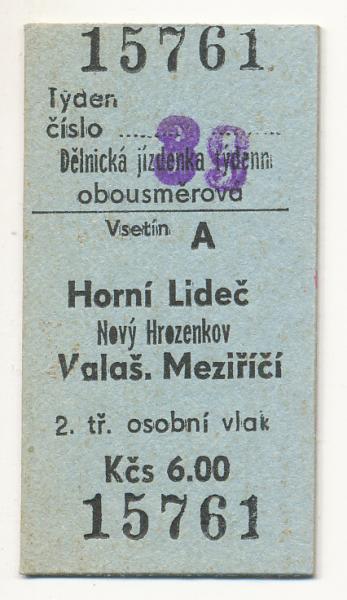 15761
Týden
číslo ........ 39
Dělnická jízdenka týdenní
obousměrová
Vsetín A
Horní Lideč
Nový Hrozenkov
Valaš. Meziříčí
2. tř. osobní vlak
Kčs 6.00
15761